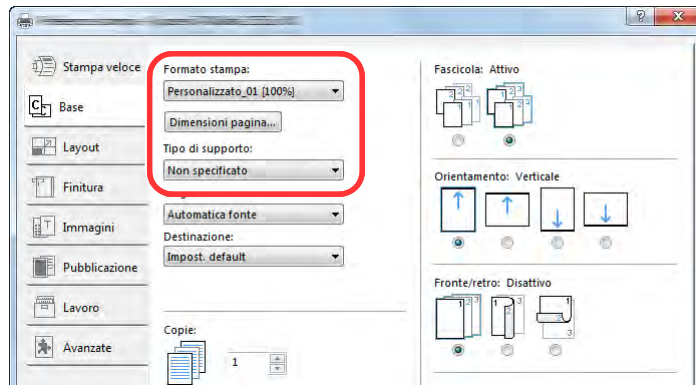 Stampa veloce
Base
Layout
Finitura
Immagini
Pubblicazione
Lavoro
Avanzate
Formato stampa:
Personalizzato_01 [100%]
Dimensioni pagina...
Tipo di supporto:
Non specificato
Automatica fonte
Destinazione:
Impost. default
Copie:
1
Fascicola: Attivo
Orientamento: Verticale
Fronte/retro: Disattivo